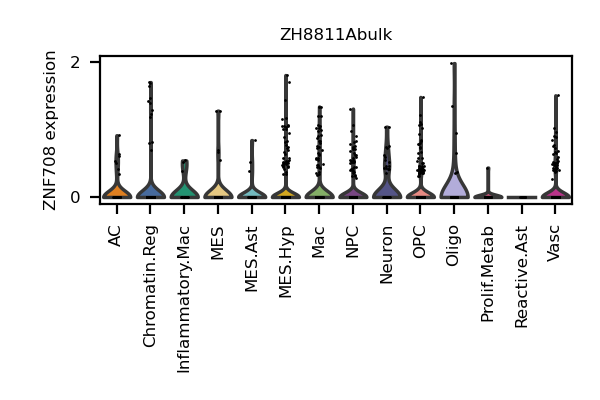 ZH8811Abulk
ZNF708 expression
2
0
AC
Chromatin.Reg
Inflammatory.Mac
MES
MES.Ast
MES.Hyp
Mac
NPC
Neuron
OPC
Oligo
Prolif.Metab
Reactive.Ast
Vasc